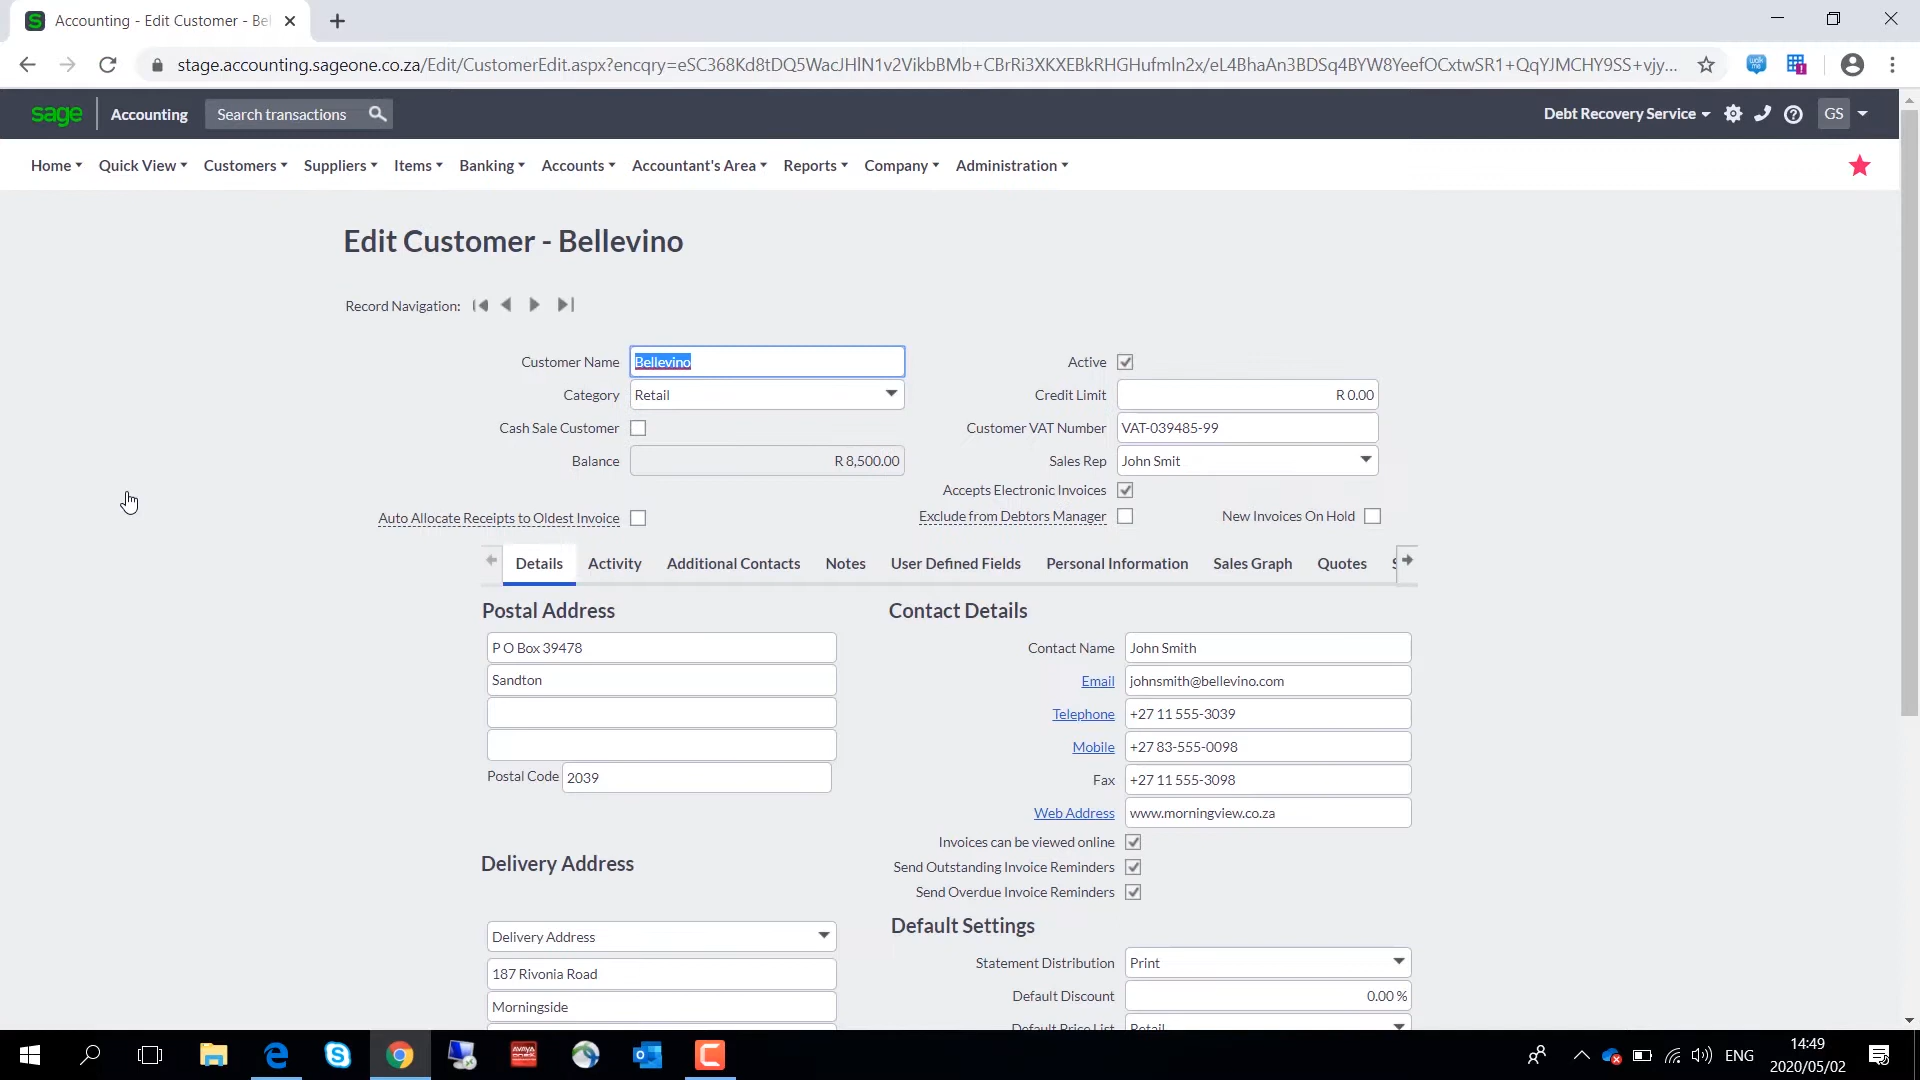 Accounting - Edit Customer - Be
stage.accounting.sageone.co.za/Edit/CustomerEdit.aspx?encqry=eSC368Kd8tDQ5WacJHlN1v2VikbBMb+CBrRi3XKXEBkRHGHufmln2x/eL4BhaAn3BDSq4BYW8YeefOCxtwSR1+QqYJMCHY9SS+vjy...
sage Accounting Search transactions Debt Recovery Service GS
Home Quick View Customers Suppliers Items Banking Accounts Accountant's Area Reports Company Administration
Edit Customer - Bellevino
Record Navigation:
Customer Name Bellevino Active
Category Retail Credit Limit R 0.00
Cash Sale Customer Customer VAT Number VAT-039485-99
Balance R 8,500.00 Sales Rep John Smit
Accepts Electronic Invoices
Auto Allocate Receipts to Oldest Invoice Exclude from Debtors Manager New Invoices On Hold
Details Activity Additional Contacts Notes User Defined Fields Personal Information Sales Graph Quotes
Postal Address Contact Details
P O Box 39478 Contact Name John Smith
Sandton Email johnsmith@bellevino.com
Telephone +27 11 555-3039
Mobile +27 83-555-0098
Postal Code 2039 Fax +27 11 555-3098
Web Address www.morningview.co.za
Invoices can be viewed online
Delivery Address Send Outstanding Invoice Reminders
Send Overdue Invoice Reminders
Default Settings
Delivery Address Statement Distribution Print
187 Rivonia Road Default Discount 0.00 %
Morningside Default Price List Retail
AVAYA
ENG 14:49
2020/05/02